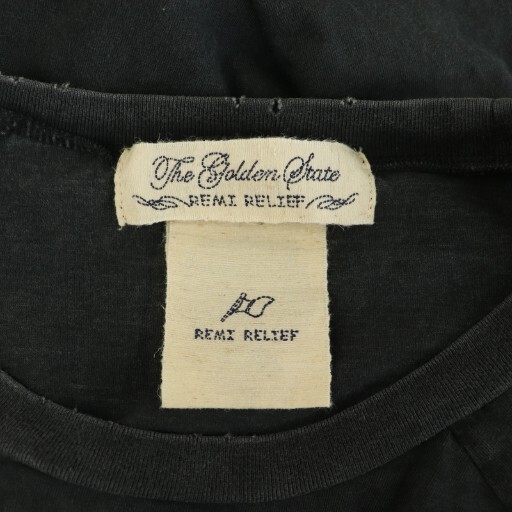 The Golden State
REMI RELIEF
REMI RELIEF